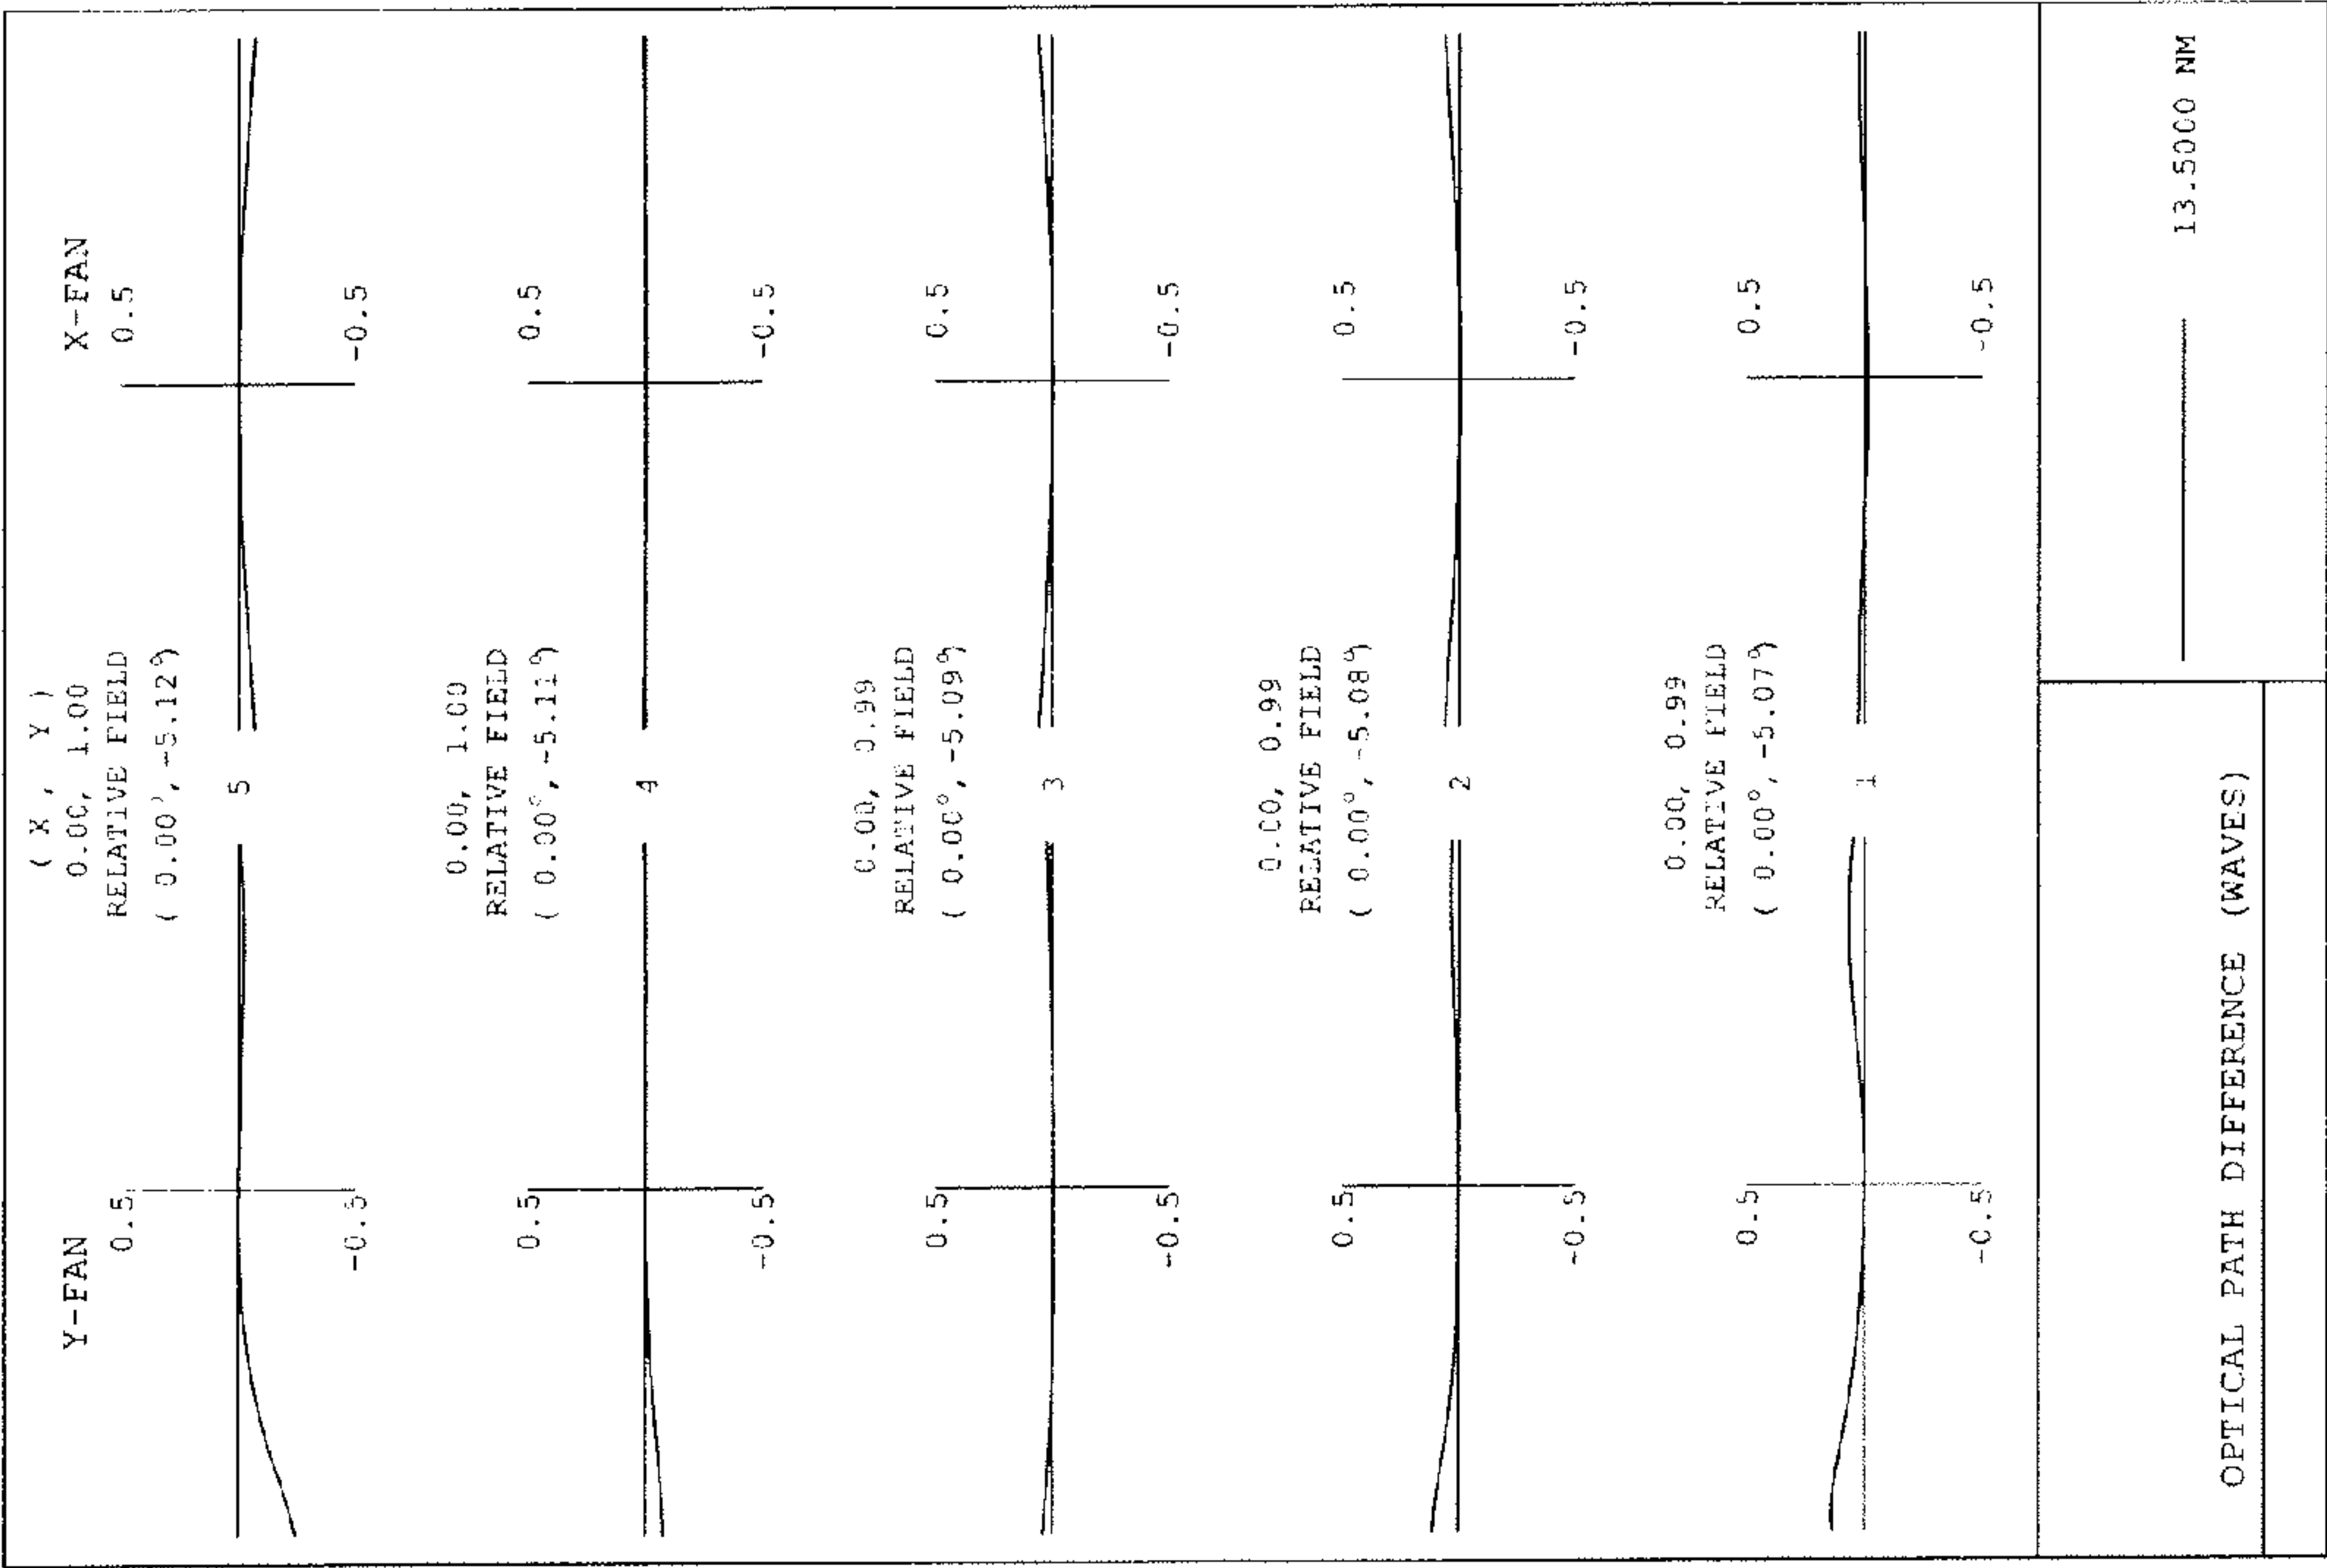 ( X , Y )
Y-FAN 0.00, 1.00 X-FAN
0.5 RELATIVE FIELD 0.5
( 0.00°, -5.12°)
5
-0.5 -0.5
0.00, 1.00
RELATIVE FIELD
0.5 ( 0.00°, -5.11°) 0.5
4
-0.5 -0.5
0.00, 0.99
RELATIVE FIELD
0.5 ( 0.00°, -5.09°) 0.5
3
-0.5 -0.5
0.00, 0.99
RELATIVE FIELD
0.5 ( 0.00°, -5.08°) 0.5
2
-0.5 -0.5
0.00, 0.99
RELATIVE FIELD
0.5 ( 0.00°, -5.07°) 0.5
1
-0.5 -0.5
13.5000 NM
OPTICAL PATH DIFFERENCE (WAVES)